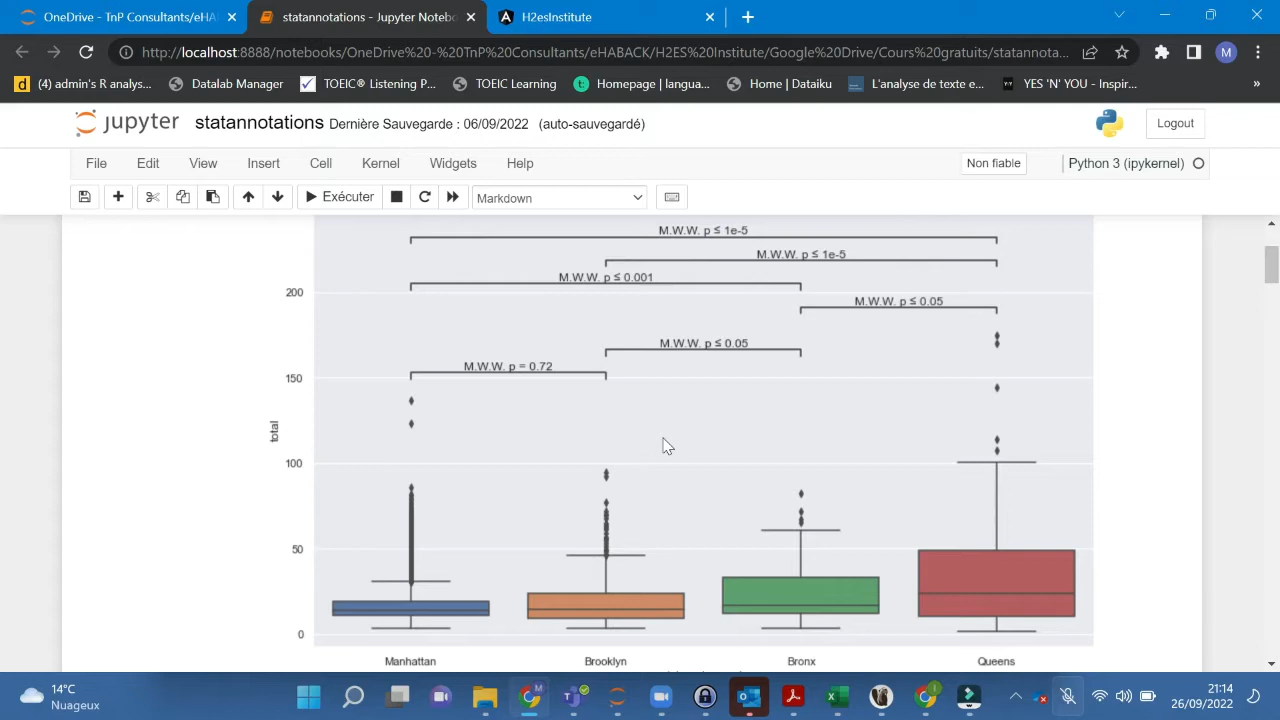 OneDrive - TnP Consultants/eHA
statannotations - Jupyter Noteb
H2esInstitute
http://localhost:8888/notebooks/OneDrive%20-%20TnP%20Consultants/eHABACK/H2ES%20Institute/Google%20Drive/Cours%20gratuits/statannota...
(4) admin's R analys...
Datalab Manager
TOEIC® Listening P...
TOEIC Learning
Homepage | langua...
Home | Dataiku
L'analyse de texte e...
YES 'N' YOU - Inspir...
»
jupyter statannotations Dernière Sauvegarde : 06/09/2022 (auto-sauvegardé)
Logout
File Edit View Insert Cell Kernel Widgets Help
Non fiable
Python 3 (ipykernel)
Exécuter
Markdown
M.W.W. p ≤ 1e-5
M.W.W. p ≤ 1e-5
M.W.W. p ≤ 0.001
200
M.W.W. p ≤ 0.05
M.W.W. p ≤ 0.05
M.W.W. p = 0.72
150
total
100
50
0
Manhattan Brooklyn Bronx Queens
14°C
Nuageux
21:14
26/09/2022